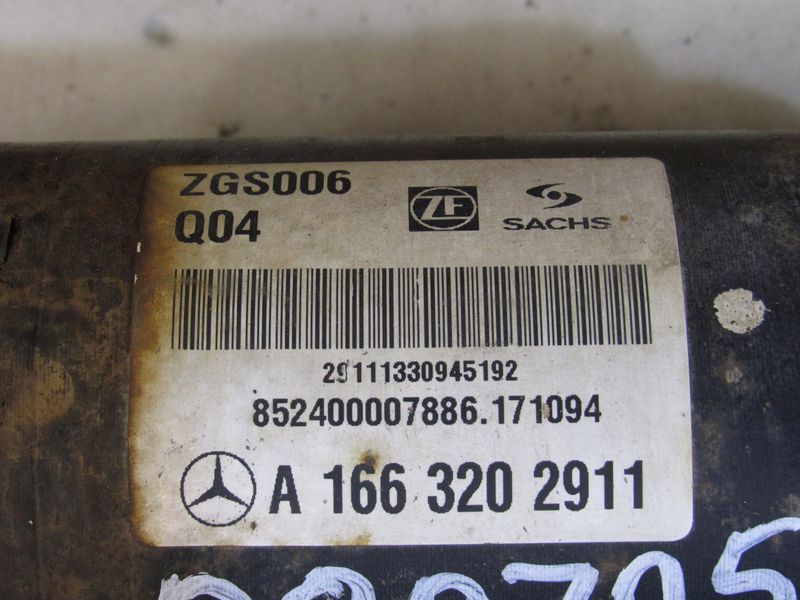 ZGS006
Q04
ZF
SACHS
29111330945192
852400007886.171094
A 166 320 2911